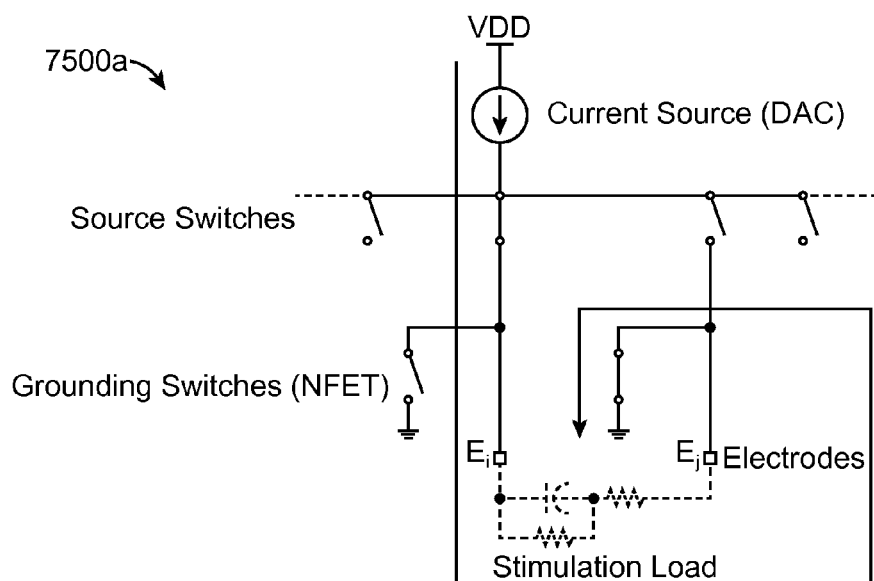 VDD
7500a
Current Source (DAC)
Source Switches
Grounding Switches (NFET)
Ei
Ej
Electrodes
Stimulation Load